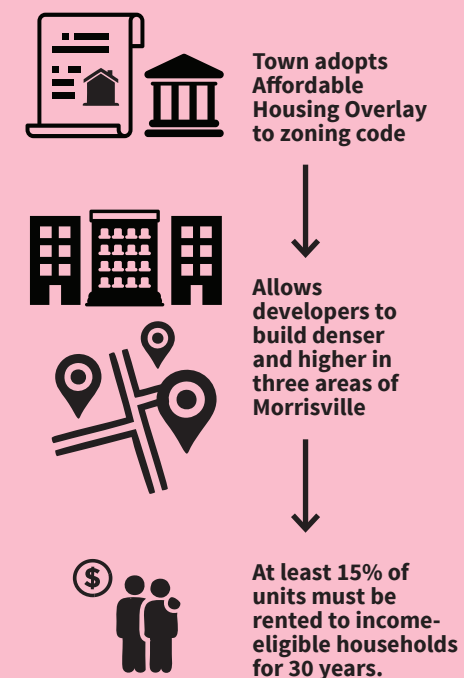 Town adopts
Affordable
Housing Overlay
to zoning code
Allows
developers to
build denser
and higher in
three areas of
Morrisville
$
At least 15% of
units must be
rented to income-
eligible households
for 30 years.